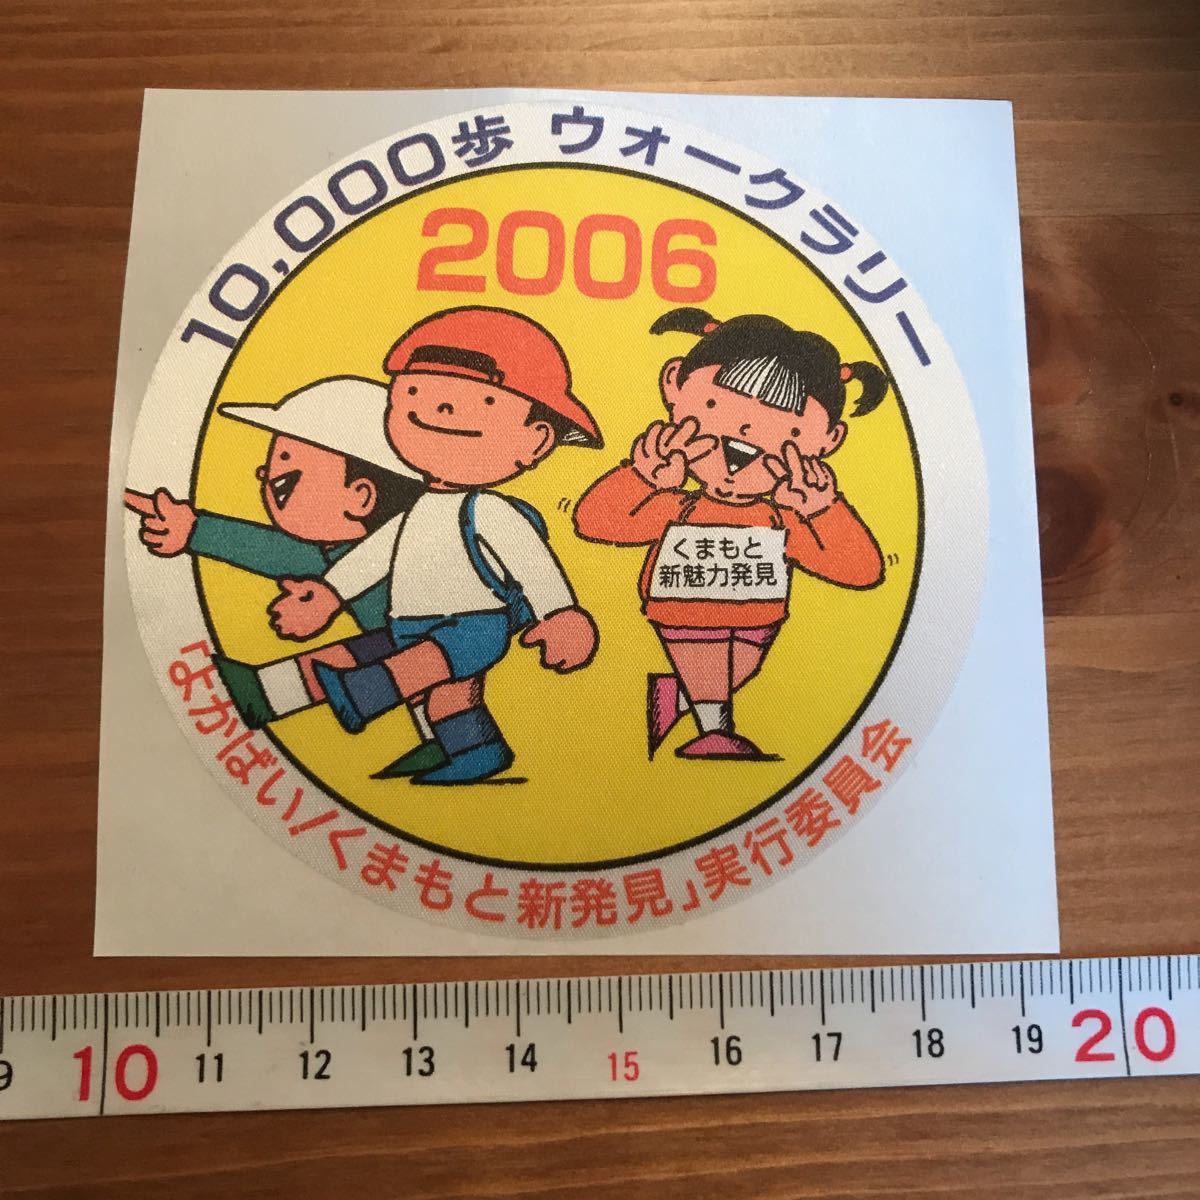 10,000歩 ウォークラリー
2006
くまもと
新魅力発見
「よかばい!くまもと新発見」実行委員会
9 10 11 12 13 14 15 16 17 18 19 20